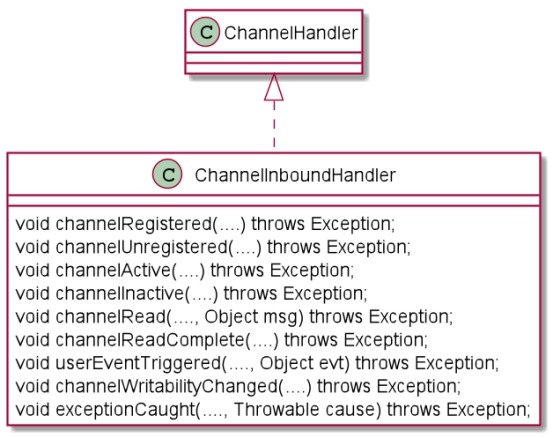 C ChannelHandler
C ChannelInboundHandler
void channelRegistered(....) throws Exception;
void channelUnregistered(....) throws Exception;
void channelActive(....) throws Exception;
void channelInactive(....) throws Exception;
void channelRead(...., Object msg) throws Exception;
void channelReadComplete(....) throws Exception;
void userEventTriggered(...., Object evt) throws Exception;
void channelWritabilityChanged(....) throws Exception;
void exceptionCaught(...., Throwable cause) throws Exception;